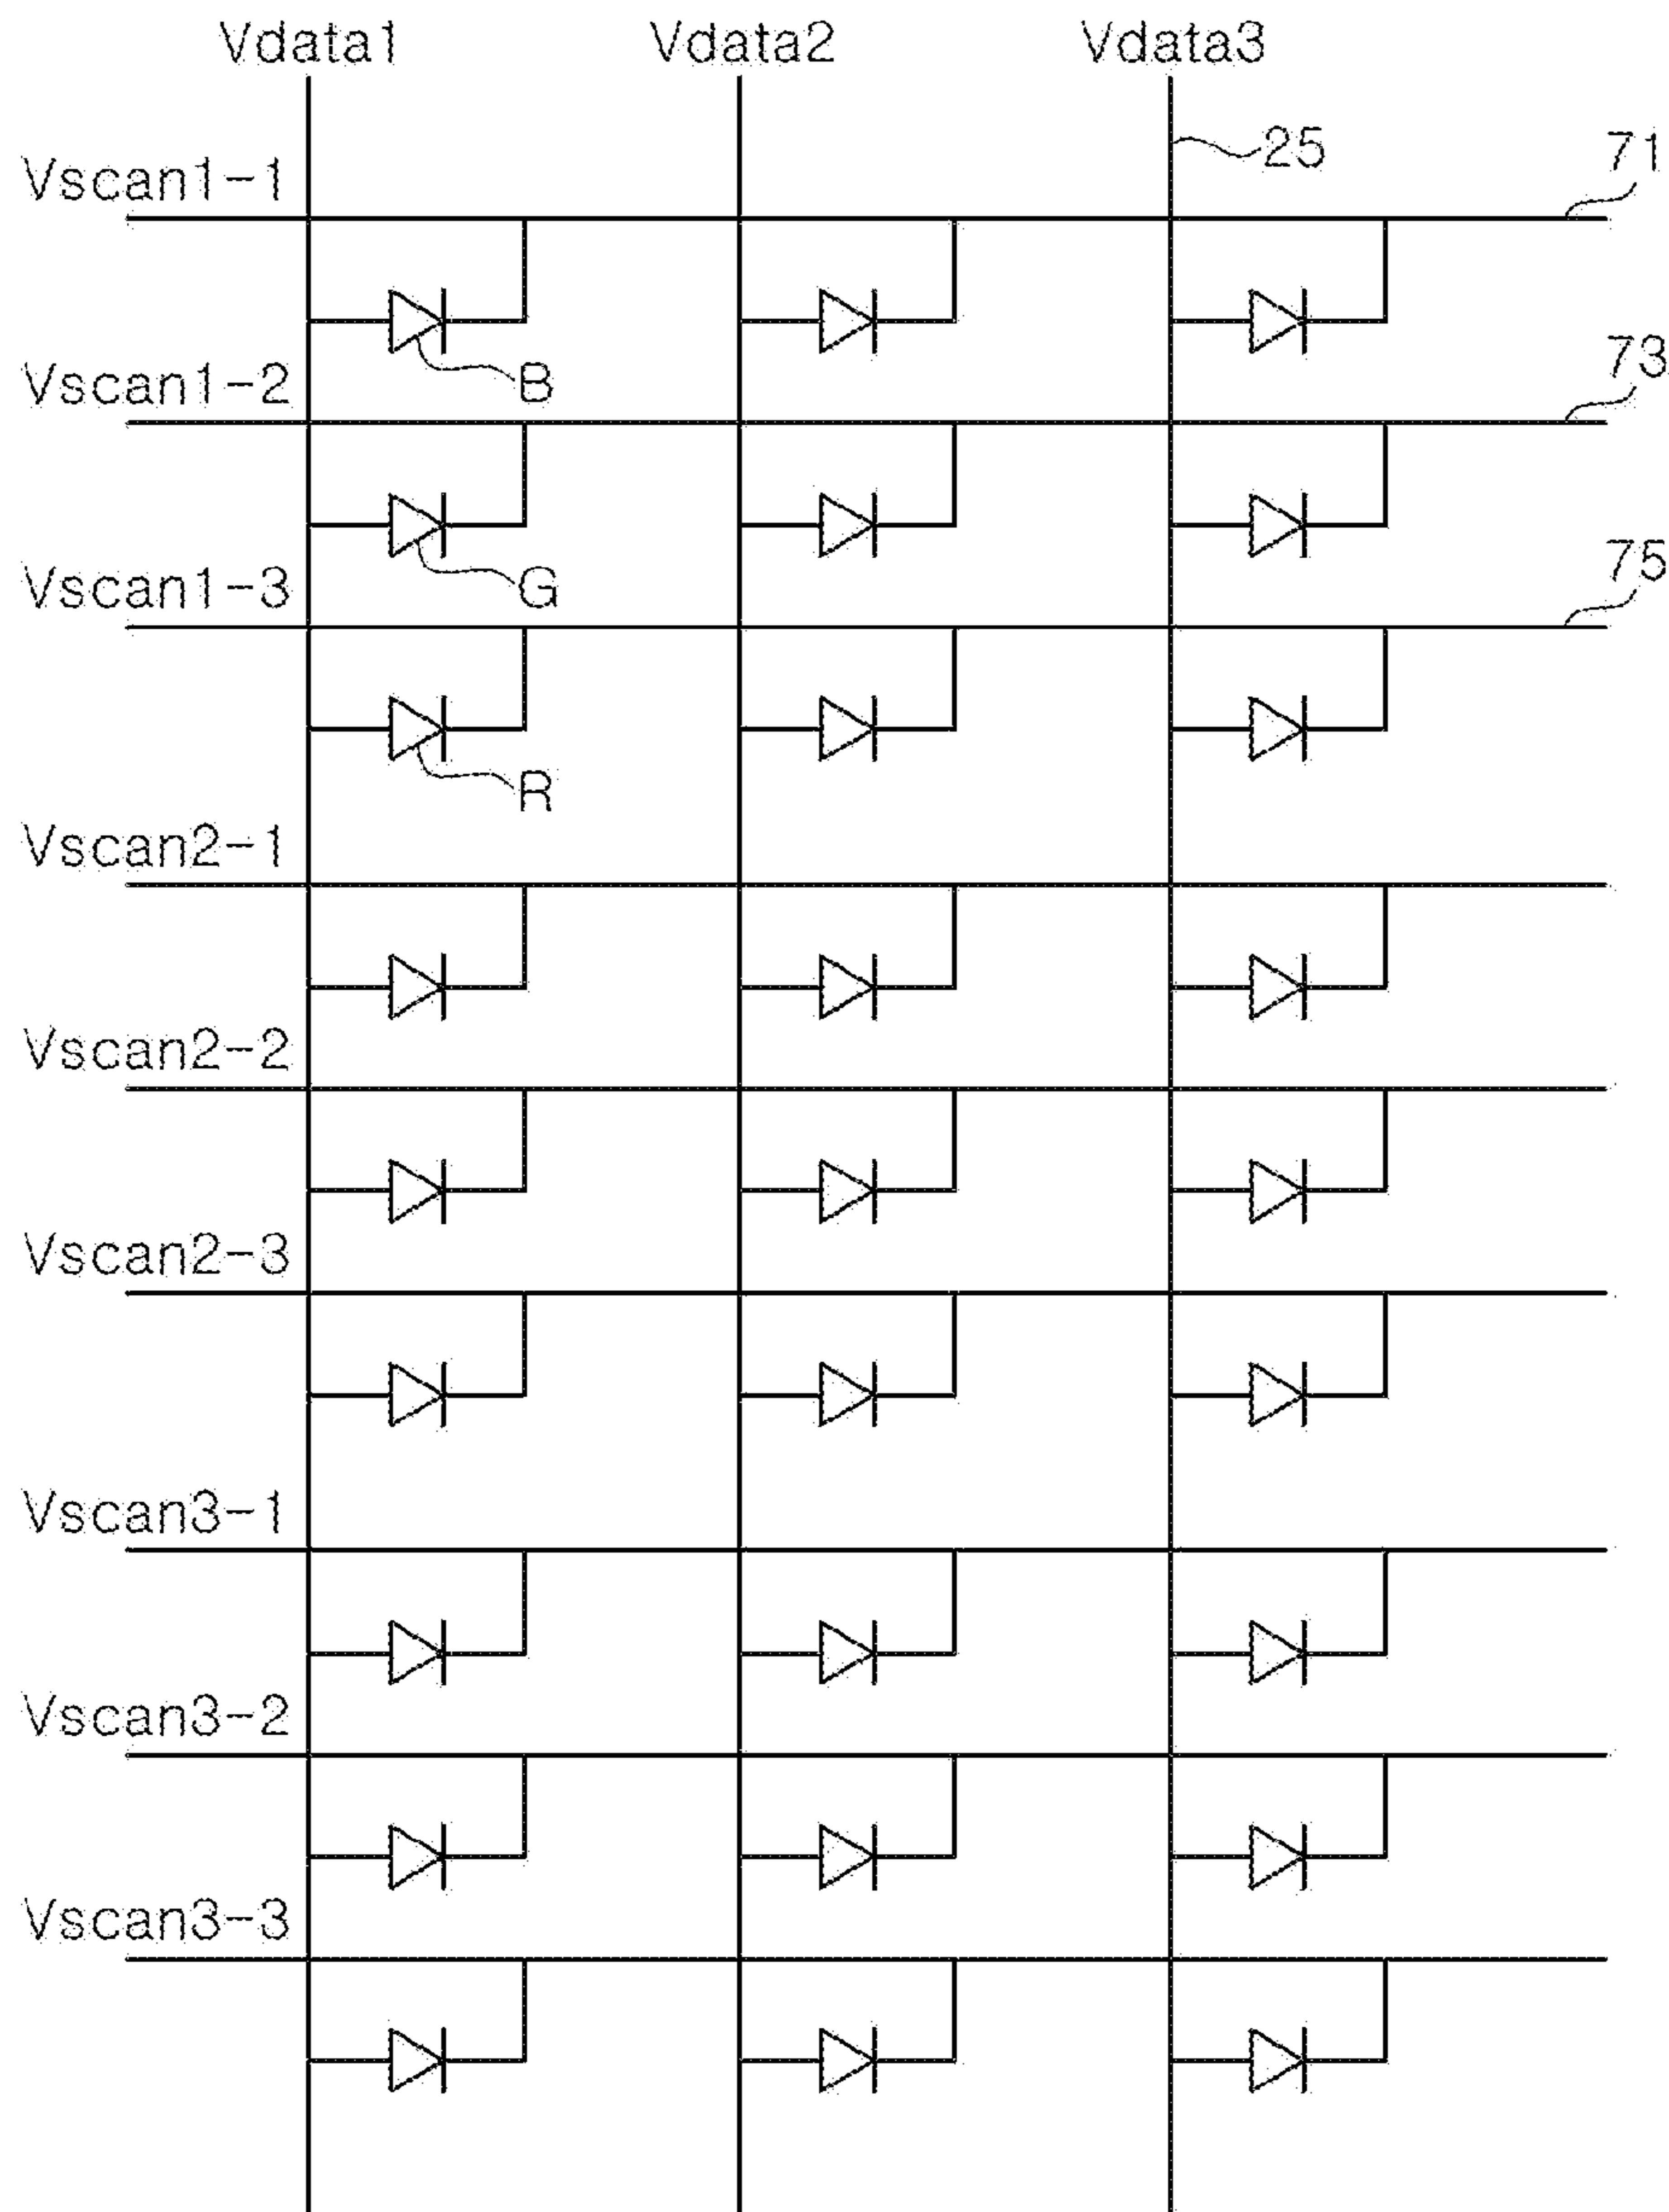 Vdata1 Vdata2 Vdata3
25
71
Vscan1-1
73
Vscan1-2
B
75
Vscan1-3
G
R
Vscan2-1
Vscan2-2
Vscan2-3
Vscan3-1
Vscan3-2
Vscan3-3